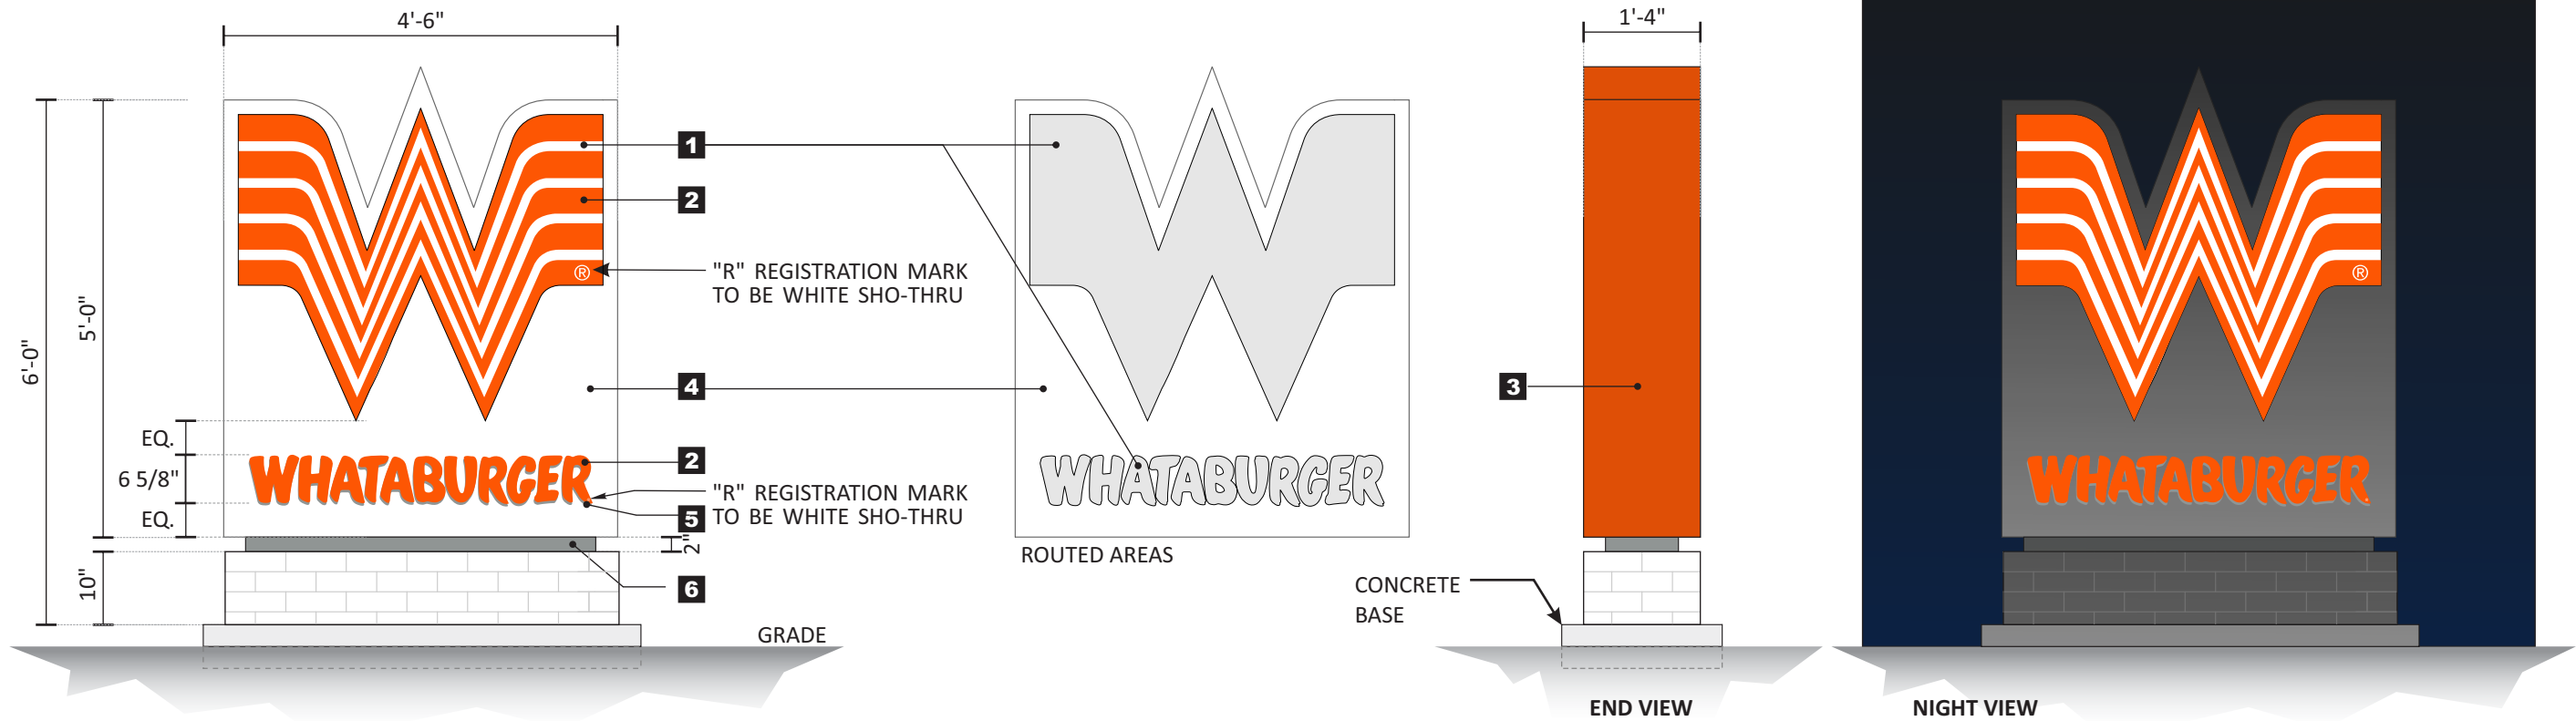 4'-6"
1'-4"
1
2
"R" REGISTRATION MARK
TO BE WHITE SHO-THRU
®
®
5'-0"
6'-0"
4
3
EQ.
6 5/8"
EQ.
WHATABURGER
2
"R" REGISTRATION MARK
5 TO BE WHITE SHO-THRU
WHATABURGER
WHATABURGER
2"
ROUTED AREAS
10"
6
CONCRETE
BASE
GRADE
END VIEW
NIGHT VIEW